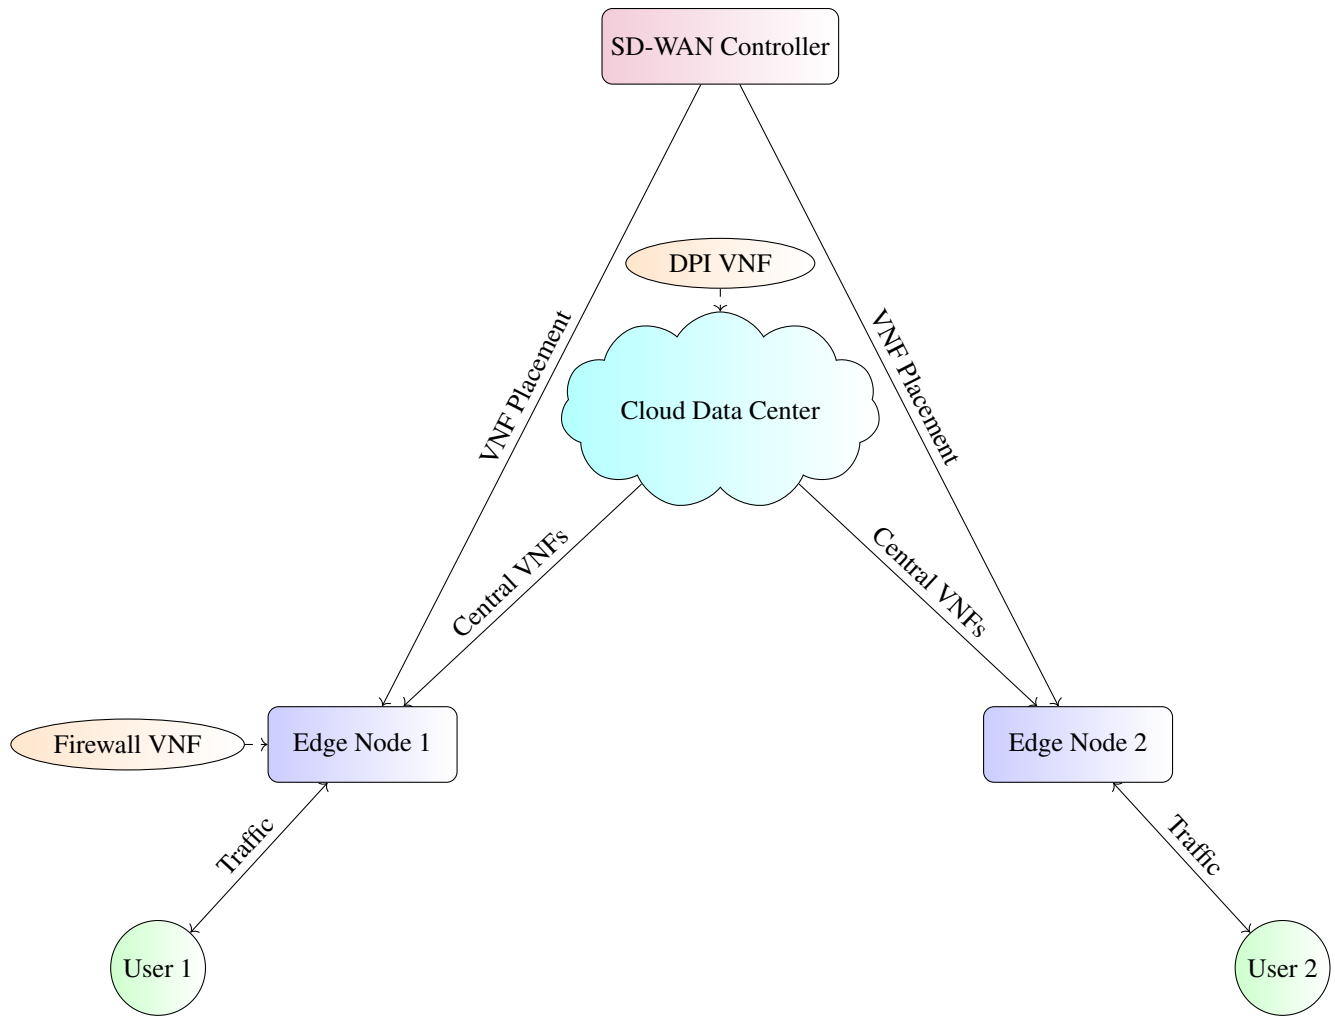 SD-WAN Controller
DPI VNF
VNF Placement
VNF Placement
Cloud Data Center
Central VNFs
Central VNFs
Firewall VNF
Edge Node 1
Edge Node 2
Traffic
Traffic
User 1
User 2